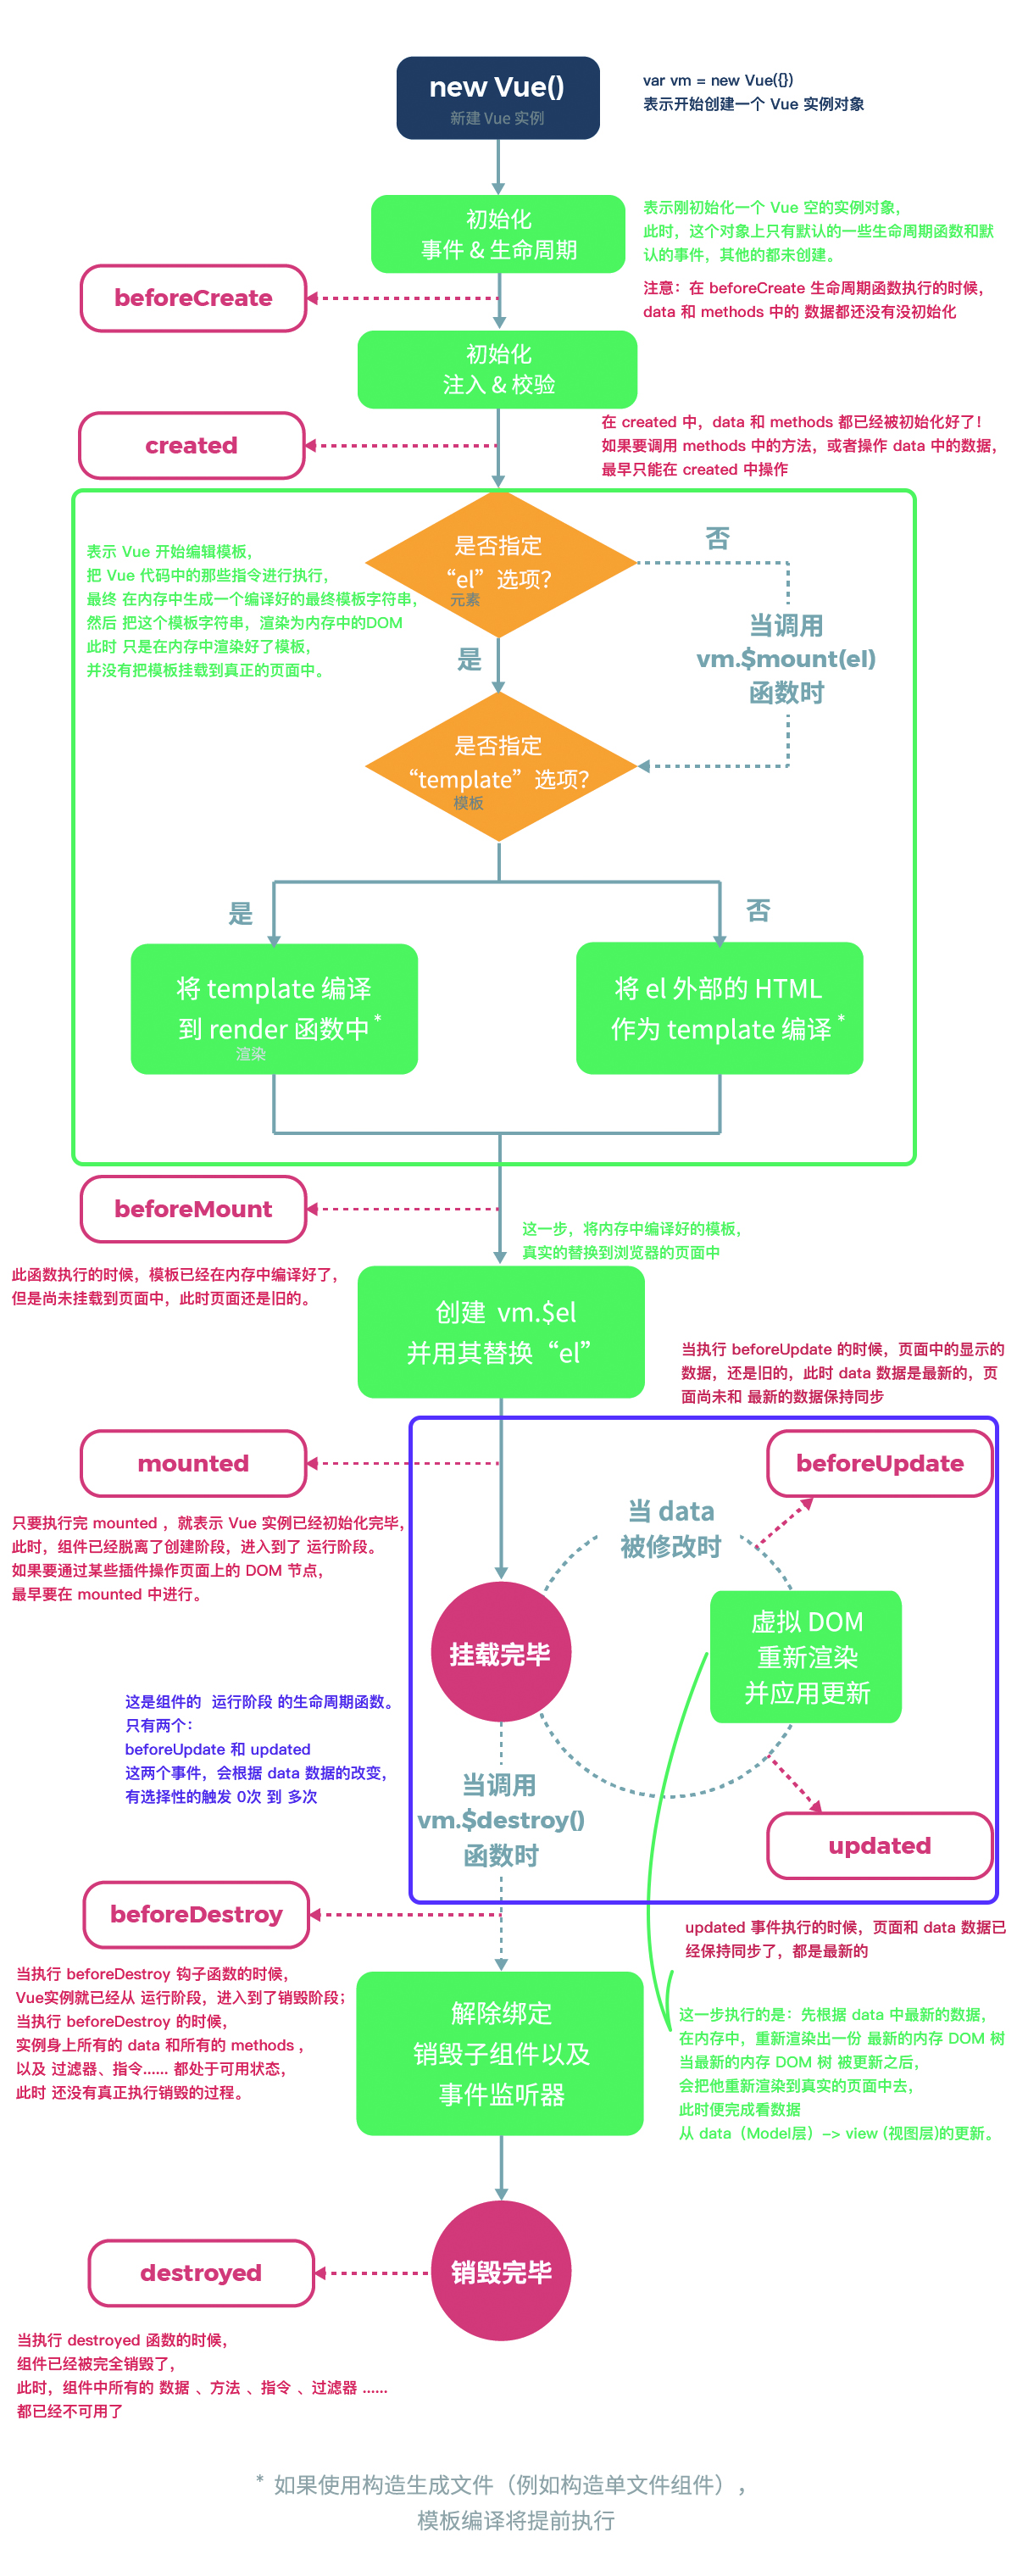 new Vue()
新建 Vue 实例
var vm = new Vue({})
表示开始创建一个 Vue 实例对象
初始化
事件 & 生命周期
表示刚初始化一个 Vue 空的实例对象，
此时，这个对象上只有默认的一些生命周期函数和默
认的事件，其他的都未创建。
beforeCreate
注意：在 beforeCreate 生命周期函数执行的时候，
data 和 methods 中的 数据都还没有没初始化
初始化
注入 & 校验
created
在 created 中，data 和 methods 都已经被初始化好了！
如果要调用 methods 中的方法，或者操作 data 中的数据，
最早只能在 created 中操作
表示 Vue 开始编辑模板，
把 Vue 代码中的那些指令进行执行，
最终 在内存中生成一个编译好的最终模板字符串，
然后 把这个模板字符串，渲染为内存中的DOM
此时 只是在内存中渲染好了模板，
并没有把模板挂载到真正的页面中。
是否指定
“el”选项？
元素
否
当调用
vm.$mount(el)
函数时
是
是否指定
“template”选项？
模板
是
否
将 template 编译
到 render 函数中*
渲染
将 el 外部的 HTML
作为 template 编译*
beforeMount
此函数执行的时候，模板已经在内存中编译好了，
但是尚未挂载到页面中，此时页面还是旧的。
这一步，将内存中编译好的模板，
真实的替换到浏览器的页面中
创建 vm.$el
并用其替换“el”
当执行 beforeUpdate 的时候，页面中的显示的
数据，还是旧的，此时 data 数据是最新的，页
面尚未和 最新的数据保持同步
mounted
只要执行完 mounted ，就表示 Vue 实例已经初始化完毕，
此时，组件已经脱离了创建阶段，进入到了 运行阶段。
如果要通过某些插件操作页面上的 DOM 节点，
最早要在 mounted 中进行。
beforeUpdate
当 data
被修改时
挂载完毕
虚拟 DOM
重新渲染
并应用更新
这是组件的 运行阶段 的生命周期函数。
只有两个：
beforeUpdate 和 updated
这两个事件，会根据 data 数据的改变，
有选择性的触发 0次 到 多次
当调用
vm.$destroy()
函数时
updated
beforeDestroy
updated 事件执行的时候，页面和 data 数据已
经保持同步了，都是最新的
当执行 beforeDestroy 钩子函数的时候，
Vue实例就已经从 运行阶段，进入到了销毁阶段；
当执行 beforeDestroy 的时候，
实例身上所有的 data 和所有的 methods ，
以及 过滤器、指令...... 都处于可用状态，
此时 还没有真正执行销毁的过程。
解除绑定
销毁子组件以及
事件监听器
这一步执行的是：先根据 data 中最新的数据，
在内存中，重新渲染出一份 最新的内存 DOM 树
当最新的内存 DOM 树 被更新之后，
会把他重新渲染到真实的页面中去，
此时便完成看数据
从 data（Model层）–> view (视图层)的更新。
destroyed
销毁完毕
当执行 destroyed 函数的时候，
组件已经被完全销毁了，
此时，组件中所有的 数据 、方法 、指令 、过滤器 ......
都已经不可用了
* 如果使用构造生成文件（例如构造单文件组件），
模板编译将提前执行